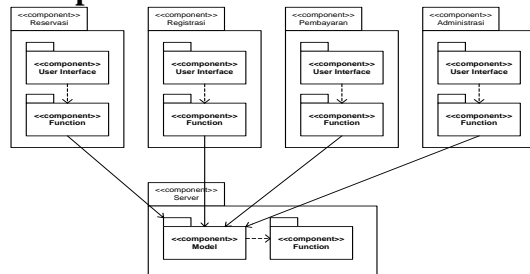 <<component>>
Reservasi
<<component>>
User Interface
<<component>>
Function
<<component>>
Registrasi
<<component>>
User Interface
<<component>>
Function
<<component>>
Pembayaran
<<component>>
User Interface
<<component>>
Function
<<component>>
Administrasi
<<component>>
User Interface
<<component>>
Function
<<component>>
Server
<<component>>
Model
<<component>>
Function